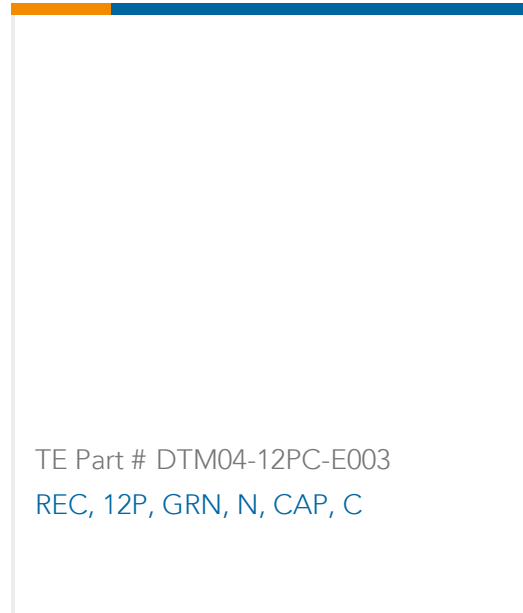 TE Part # DTM04-12PC-E003
REC, 12P, GRN, N, CAP, C